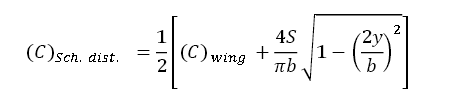 (C)Sch. dist. = 1/2 [ (C) wing + 4S/πb √(1 − (2y/b)²) ]